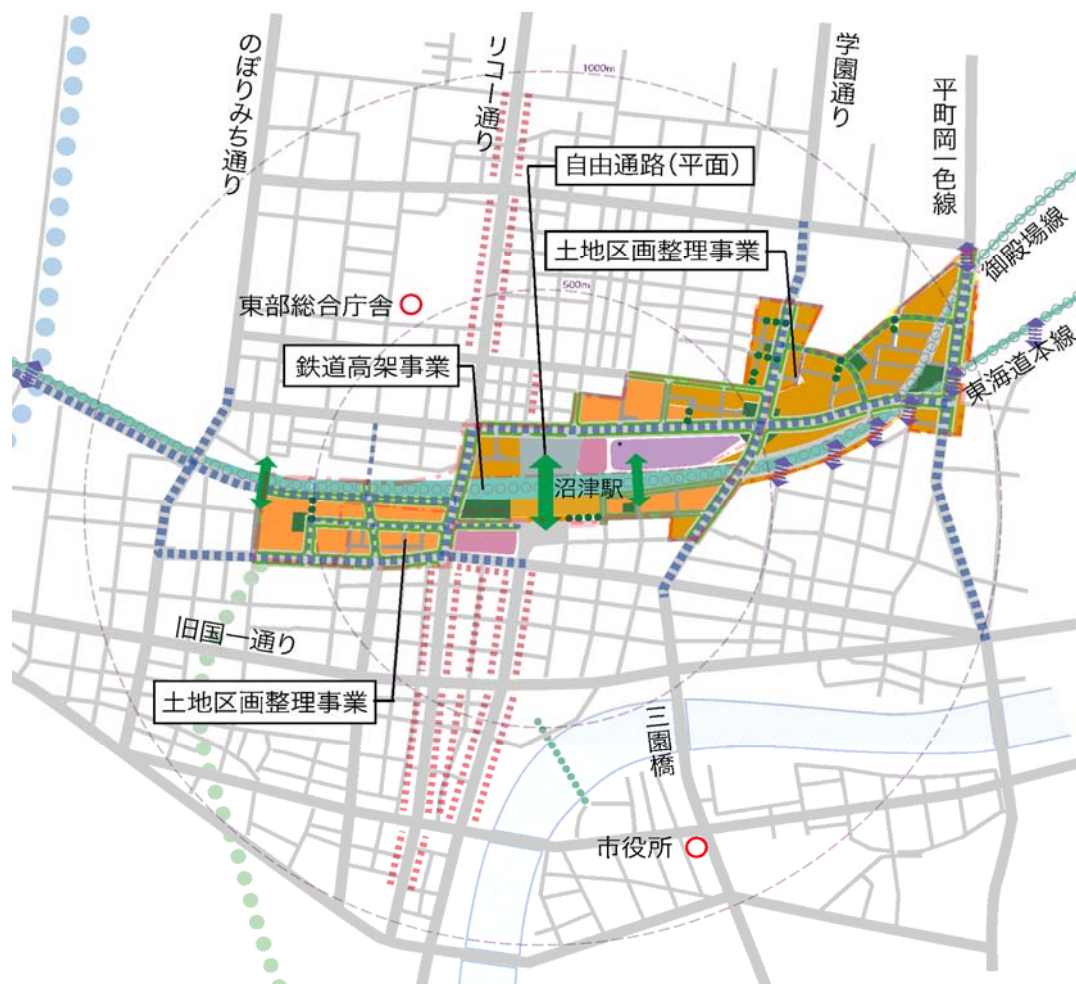 のぼりみち通り
リコー通り
学園通り
平町岡一色線
1000m
自由通路(平面)
土地区画整理事業
御殿場線
500m
東部総合庁舎
鉄道高架事業
東海道本線
沼津駅
旧国一通り
土地区画整理事業
三園橋
市役所